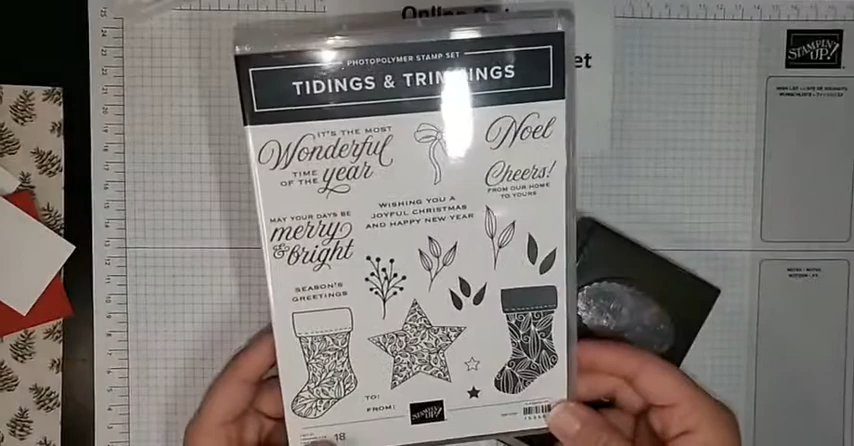 Online
PHOTOPOLYMER STAMP SET
TIDINGS & TRIMMINGS
IT'S THE MOST
Wonderful
TIME
OF THE year
Noel
Cheers!
FROM OUR HOME
TO YOURS
WISHING YOU A
JOYFUL CHRISTMAS
AND HAPPY NEW YEAR
MAY YOUR DAYS BE
merry
& bright
SEASON'S
GREETINGS
TO:
FROM:
STAMPIN' UP!
18
STAMPIN' UP!